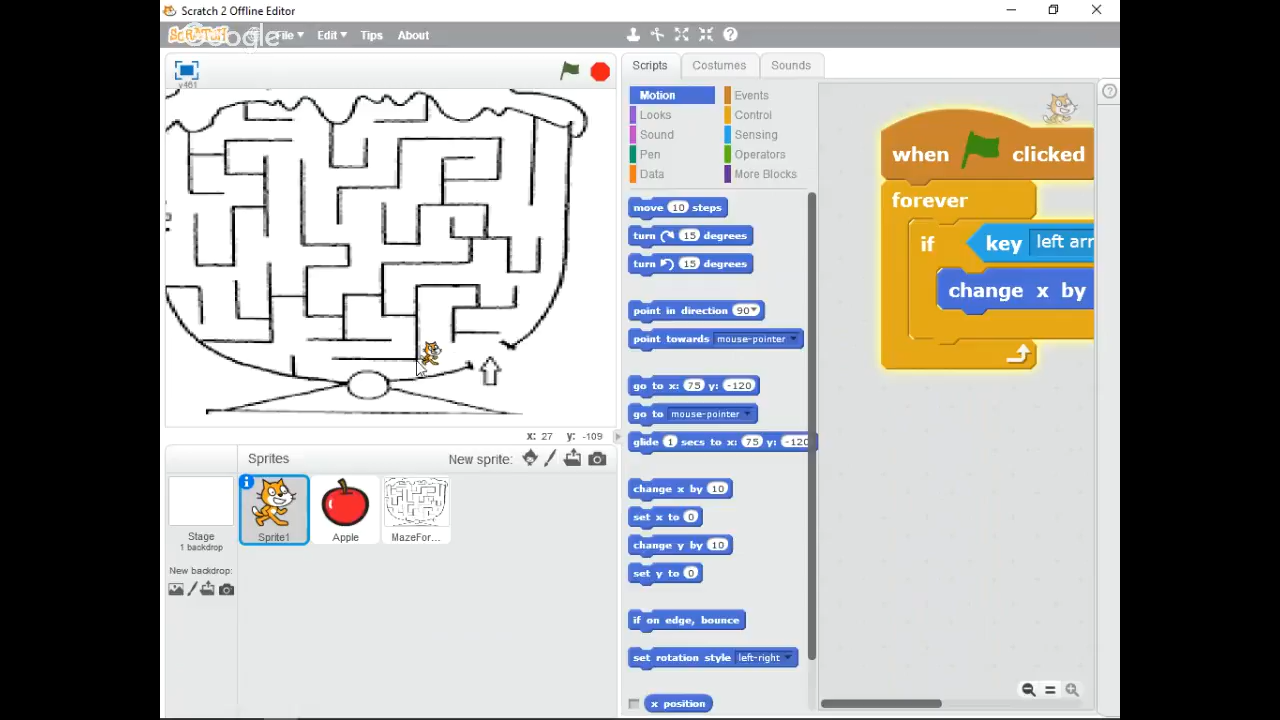 Scratch 2 Offline Editor
SCRATCH File Edit Tips About
Google
v461
Scripts Costumes Sounds
Motion Events
Looks Control
Sound Sensing
Pen Operators
Data More Blocks
move 10 steps
turn 15 degrees
turn 15 degrees
point in direction 90
point towards mouse-pointer
go to x: 75 y: -120
go to mouse-pointer
glide 1 secs to x: 75 y: -120
change x by 10
set x to 0
change y by 10
set y to 0
if on edge, bounce
set rotation style left-right
x position
when clicked
forever
if key left arr
change x by
x: 27 y: -109
Sprites New sprite:
Stage
1 backdrop
New backdrop:
Sprite1
Apple
MazeFor...